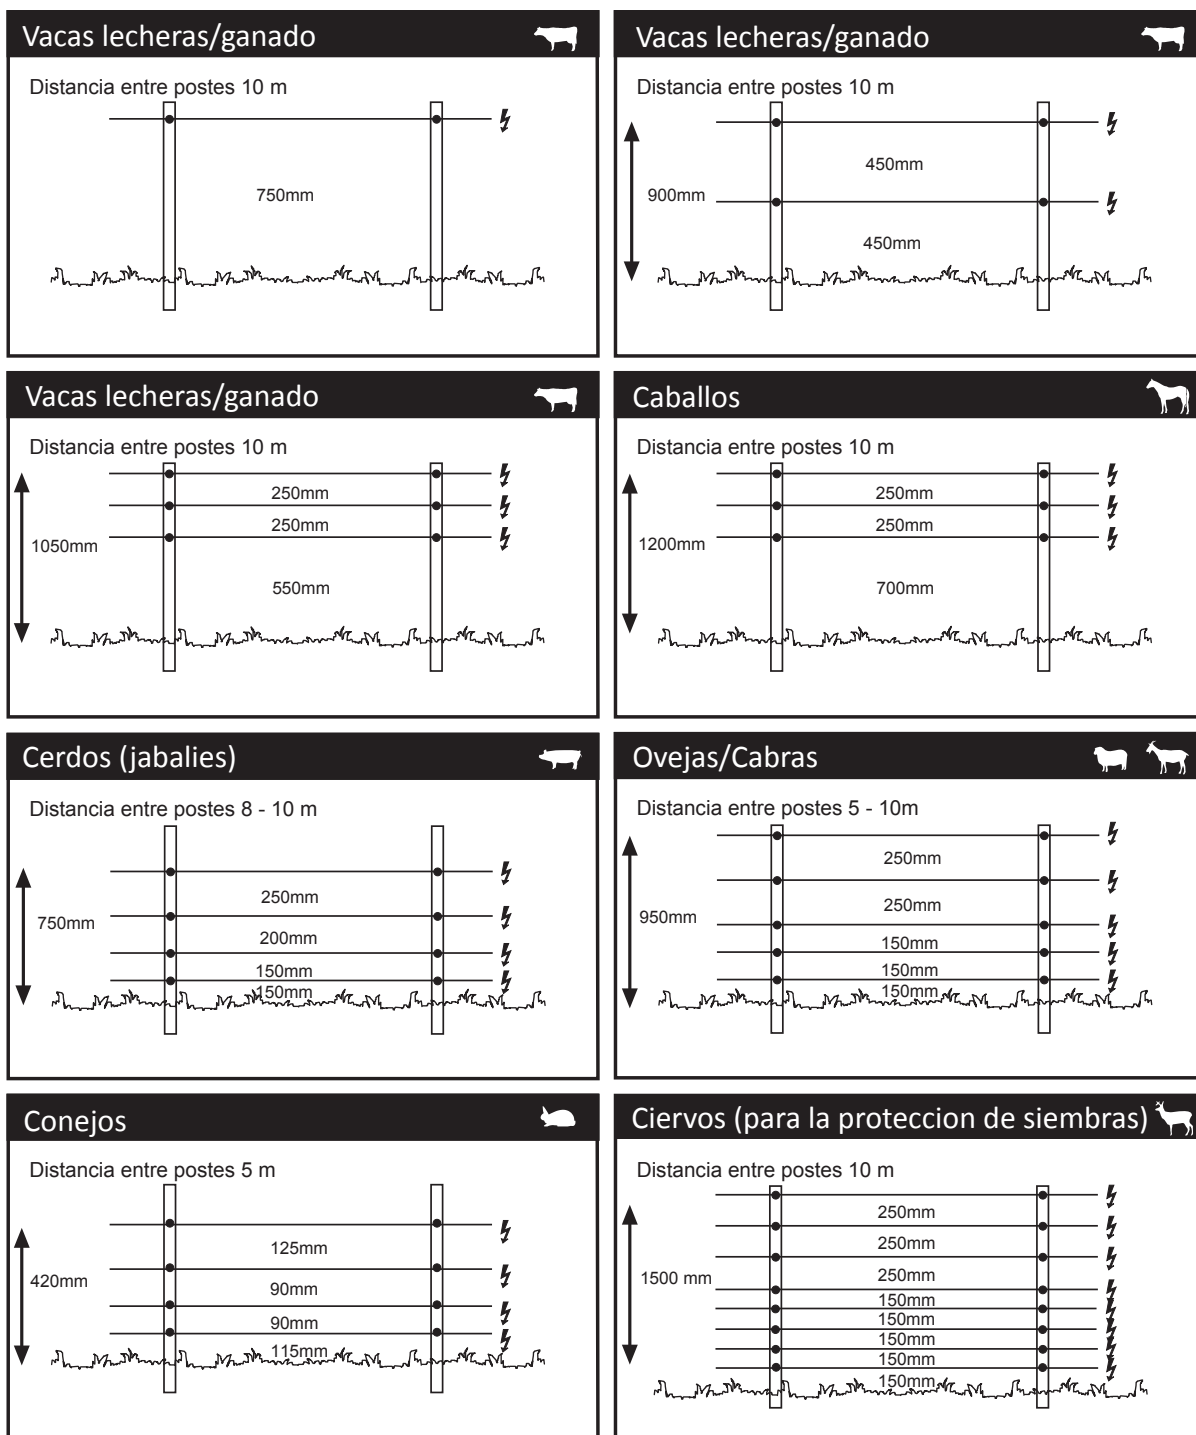 Vacas lecheras/ganado
Distancia entre postes 10 m
750mm
Vacas lecheras/ganado
Distancia entre postes 10 m
450mm
900mm
450mm
Vacas lecheras/ganado
Distancia entre postes 10 m
250mm
250mm
1050mm
550mm
Caballos
Distancia entre postes 10 m
250mm
250mm
1200mm
700mm
Cerdos (jabalies)
Distancia entre postes 8 - 10 m
250mm
750mm
200mm
150mm
150mm
Ovejas/Cabras
Distancia entre postes 5 - 10m
250mm
250mm
950mm
150mm
150mm
150mm
Conejos
Distancia entre postes 5 m
125mm
420mm
90mm
90mm
115mm
Ciervos (para la proteccion de siembras)
Distancia entre postes 10 m
250mm
250mm
250mm
1500 mm
150mm
150mm
150mm
150mm
150mm